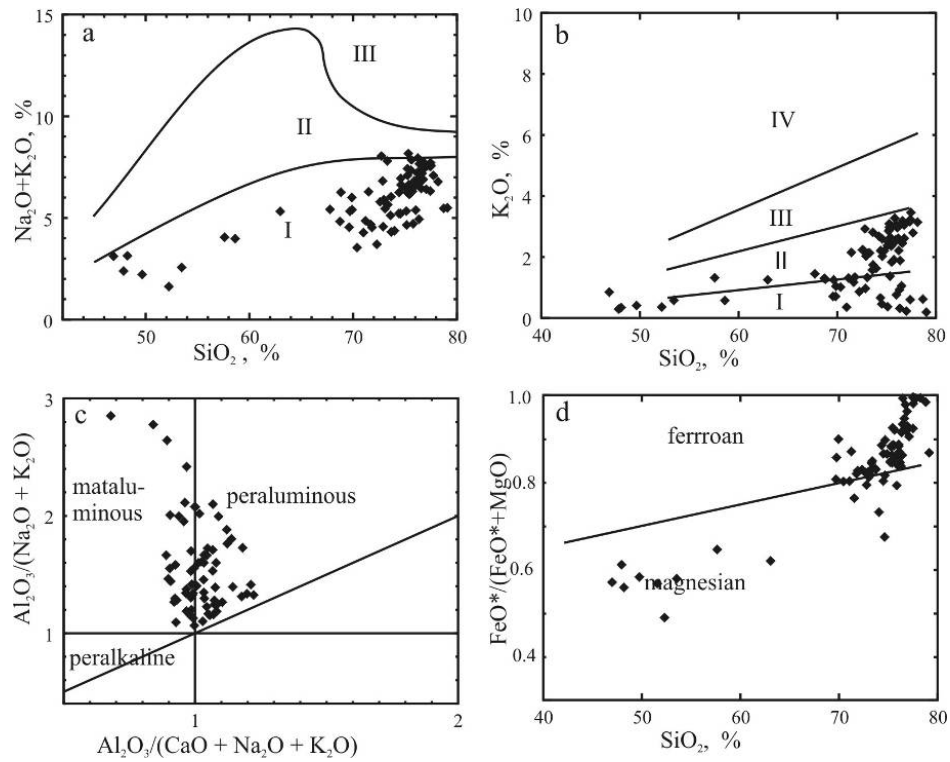 a
15
10
5
0
50
60
70
80
SiO₂ , %
Na₂O+K₂O, %
I
II
III
b
10
8
6
4
2
0
40
50
60
70
80
SiO₂, %
K₂O, %
IV
III
II
I
c
3
2
1
1
2
matalu-
minous
peraluminous
peralkaline
Al₂O₃/(Na₂O + K₂O)
Al₂O₃/(CaO + Na₂O + K₂O)
d
1.0
0.8
0.6
0.4
40
50
60
70
80
ferrroan
magnesian
FeO*/(FeO*+MgO)
SiO₂, %